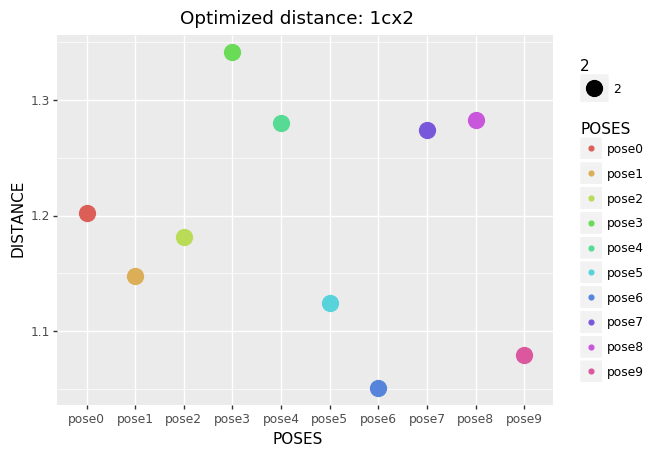 Optimized distance: 1cx2
DISTANCE
1.3
1.2
1.1
pose0 pose1 pose2 pose3 pose4 pose5 pose6 pose7 pose8 pose9
POSES
2
2
POSES
pose0
pose1
pose2
pose3
pose4
pose5
pose6
pose7
pose8
pose9